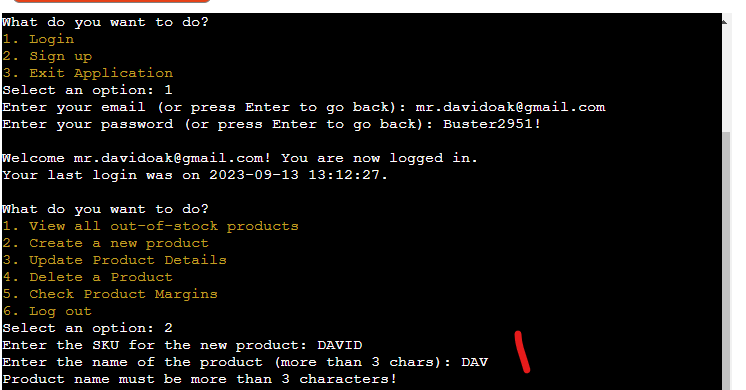 What do you want to do?
1. Login
2. Sign up
3. Exit Application
Select an option: 1
Enter your email (or press Enter to go back): mr.davidoak@gmail.com
Enter your password (or press Enter to go back): Buster2951!
Welcome mr.davidoak@gmail.com! You are now logged in.
Your last login was on 2023-09-13 13:12:27.
What do you want to do?
1. View all out-of-stock products
2. Create a new product
3. Update Product Details
4. Delete a Product
5. Check Product Margins
6. Log out
Select an option: 2
Enter the SKU for the new product: DAVID
Enter the name of the product (more than 3 chars): DAV
Product name must be more than 3 characters!